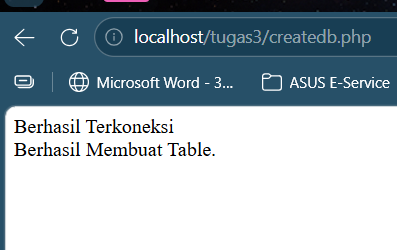 localhost/tugas3/createdb.php
Microsoft Word - 3...
ASUS E-Service
Berhasil Terkoneksi
Berhasil Membuat Table.